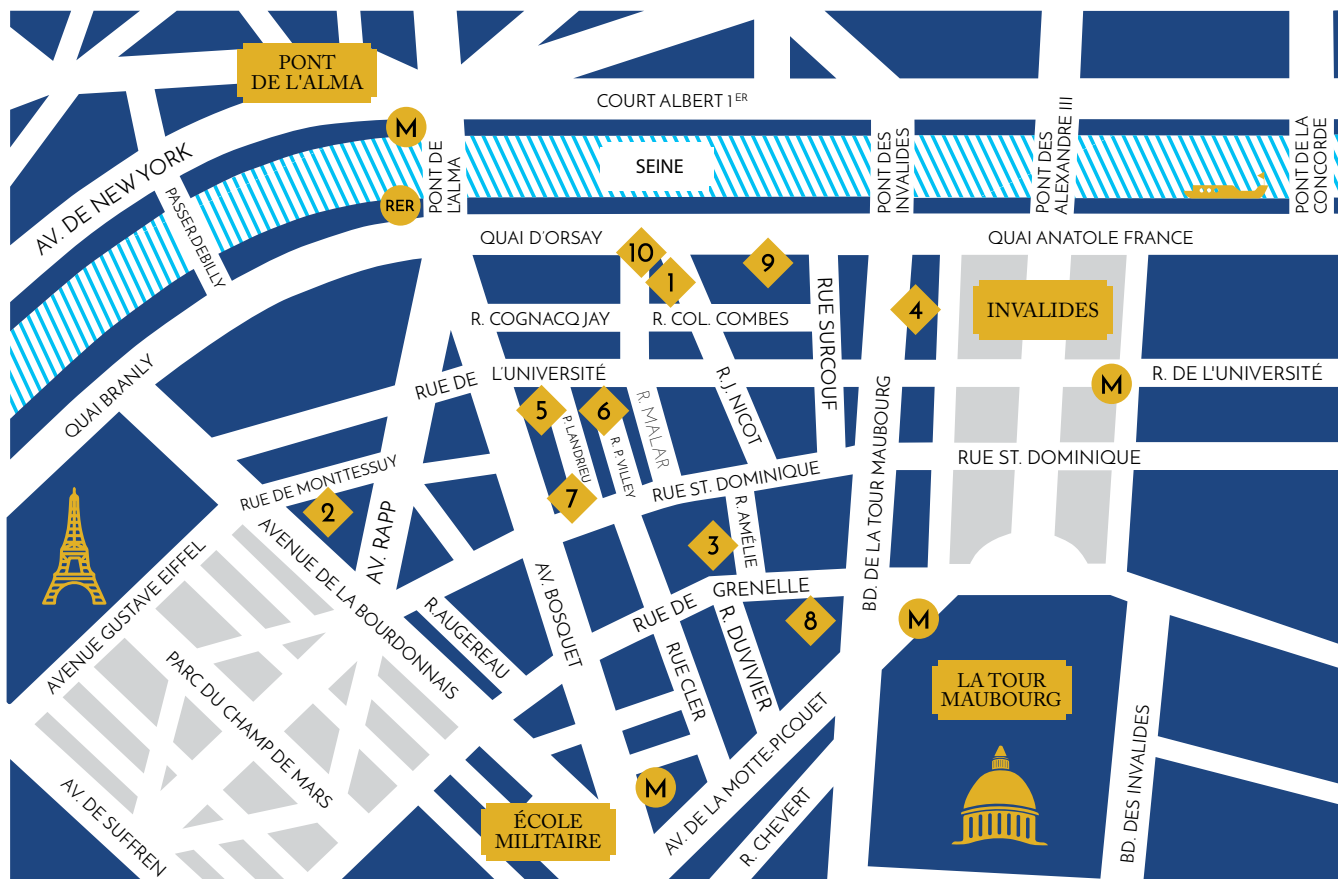 PONT
DE L'ALMA
COURT ALBERT 1ER
M
AV. DE NEW YORK
PASSER.DEBILLY
RER
PONT DE
L'ALMA
SEINE
PONT DES
INVALIDES
PONT DES
ALEXANDRE III
PONT DE LA
CONCORDE
QUAI D'ORSAY
QUAI ANATOLE FRANCE
10
1
9
4
INVALIDES
R. COGNACQ JAY
R. COL. COMBES
RUE SURCOUF
QUAI BRANLY
RUE DE
L'UNIVERSITÉ
R. J. NICOT
M
R. DE L'UNIVERSITÉ
5
6
P. LANDRIEU
R. P. VILLEY
R. MALAR
BD. DE LA TOUR MAUBOURG
RUE DE MONTTESSUY
2
7
RUE ST. DOMINIQUE
RUE ST. DOMINIQUE
AVENUE GUSTAVE EIFFEL
AVENUE DE LA BOURDONNAIS
AV. RAPP
3
R. AMÉLIE
AV. BOSQUET
R.AUGEREAU
RUE DE
GRENELLE
8
M
PARC DU CHAMP DE MARS
RUE CLER
R. DUVIVIER
LA TOUR
MAUBOURG
AV. DE SUFFREN
M
ÉCOLE
MILITAIRE
AV. DE LA MOTTE-PICQUET
R. CHEVERT
BD. DES INVALIDES